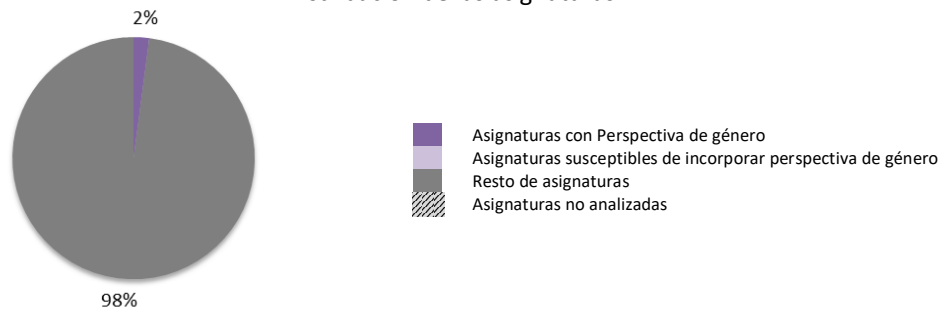 2%
Asignaturas con Perspectiva de género
Asignaturas susceptibles de incorporar perspectiva de género
Resto de asignaturas
Asignaturas no analizadas
98%